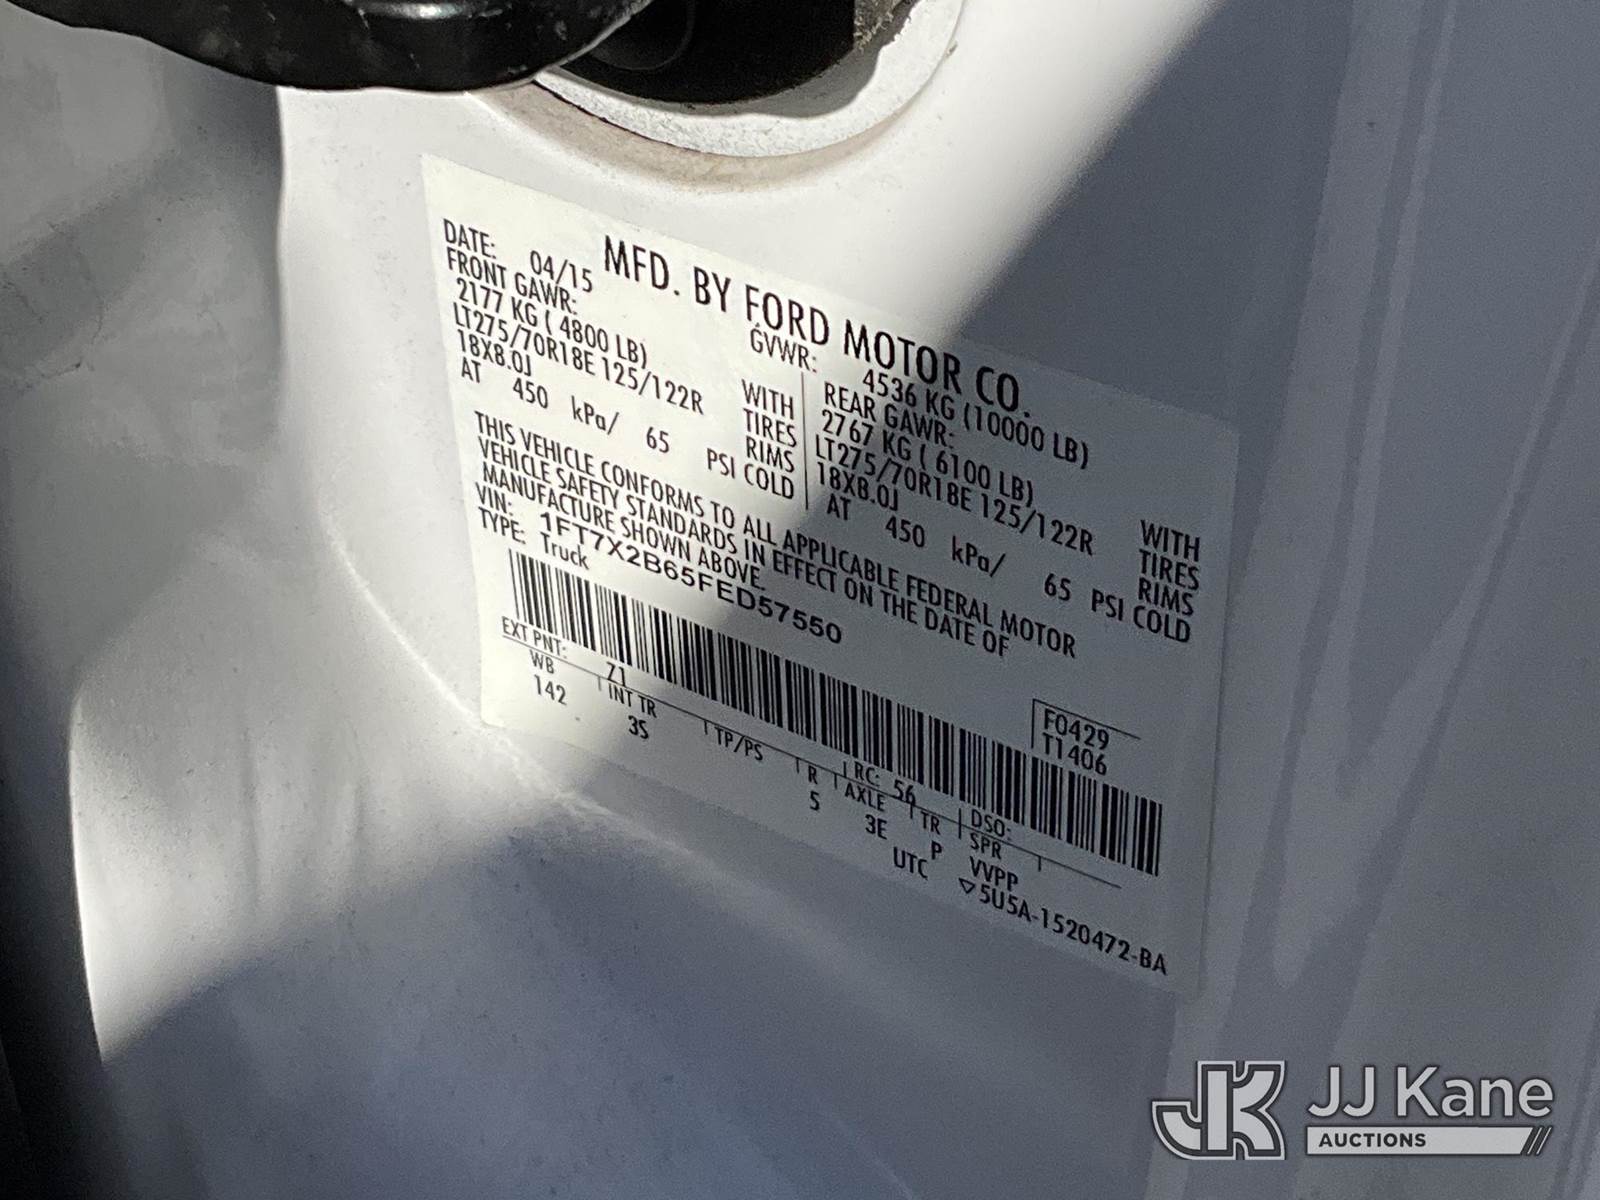 MFD. BY FORD MOTOR CO.
DATE: 04/15 GVWR: 4536 KG (10000 LB)
FRONT GAWR: REAR GAWR:
2177 KG ( 4800 LB) WITH 2767 KG ( 6100 LB) WITH
LT275/70R18E 125/122R TIRES LT275/70R18E 125/122R TIRES
18X8.0J RIMS 18X8.0J RIMS
AT 450 kPa/ 65 PSI COLD AT 450 kPa/ 65 PSI COLD
THIS VEHICLE CONFORMS TO ALL APPLICABLE FEDERAL MOTOR
VEHICLE SAFETY STANDARDS IN EFFECT ON THE DATE OF
MANUFACTURE SHOWN ABOVE.
VIN: 1FT7X2B65FED57550
TYPE: Truck
F0429
T1406
EXT PNT: 71 RC: 56 DSO:
WB INT TR TP/PS R AXLE TR SPR
142 3S 5 3E P VVPP
UTC ▽5U5A-1520472-BA
JK JJ Kane
AUCTIONS